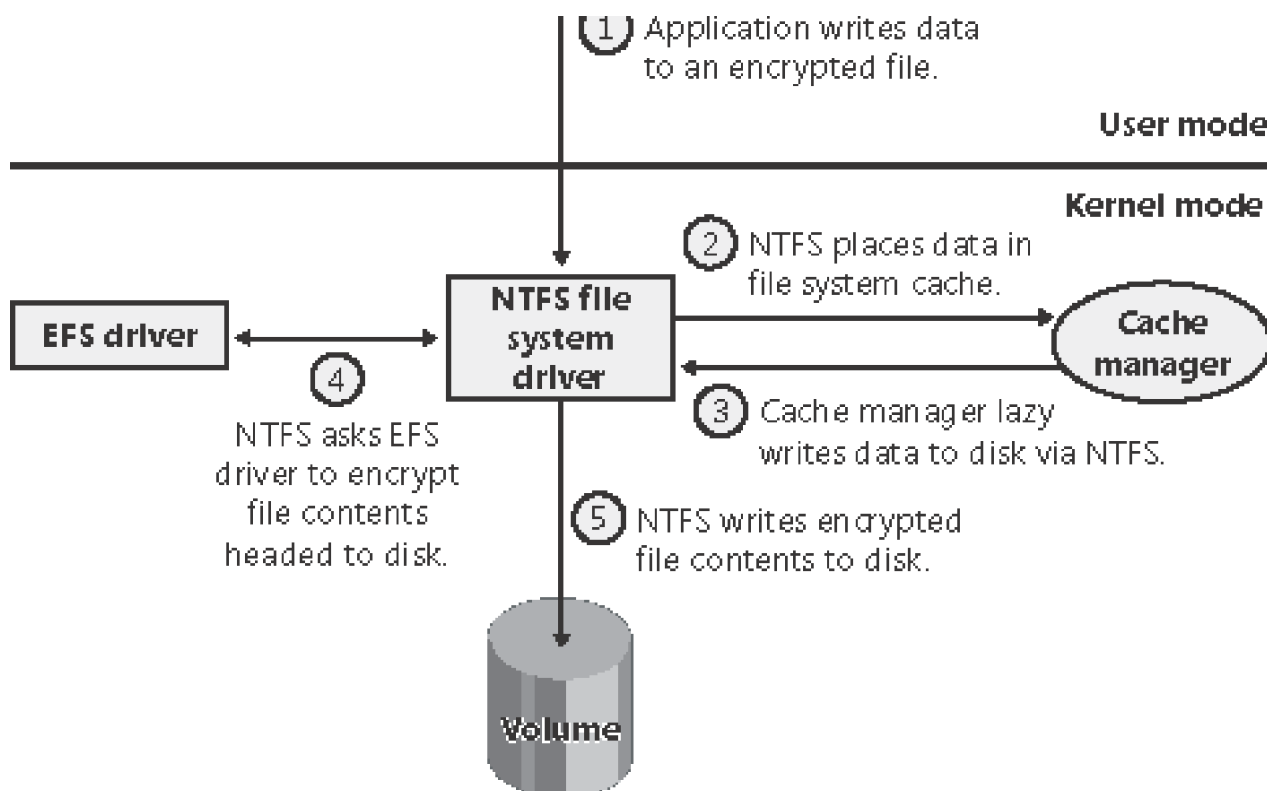 1 Application writes data
to an encrypted file.
User mode
Kernel mode
2 NTFS places data in
file system cache.
NTFS file
system
driver
EFS driver
Cache
manager
4
NTFS asks EFS
driver to encrypt
file contents
headed to disk.
3 Cache manager lazy
writes data to disk via NTFS.
5 NTFS writes encrypted
file contents to disk.
Volume